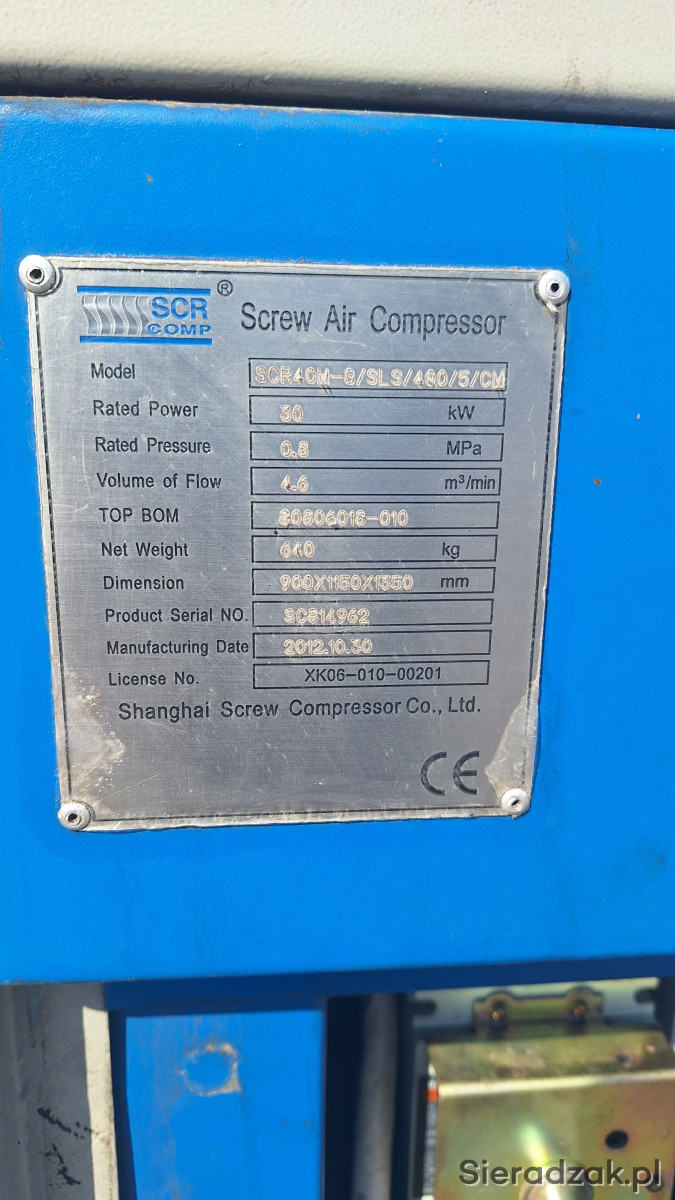 SCR
COMP
®
Screw Air Compressor
Model SCR40M-8/SLS/400/5/CM
Rated Power 30 kW
Rated Pressure 0.8 MPa
Volume of Flow 4.6 m³/min
TOP BOM 80806018-010
Net Weight 640 kg
Dimension 900X1150X1350 mm
Product Serial NO. SC814962
Manufacturing Date 2012.10.30
License No. XK06-010-00201
Shanghai Screw Compressor Co., Ltd.
CE
Sieradzak.pl